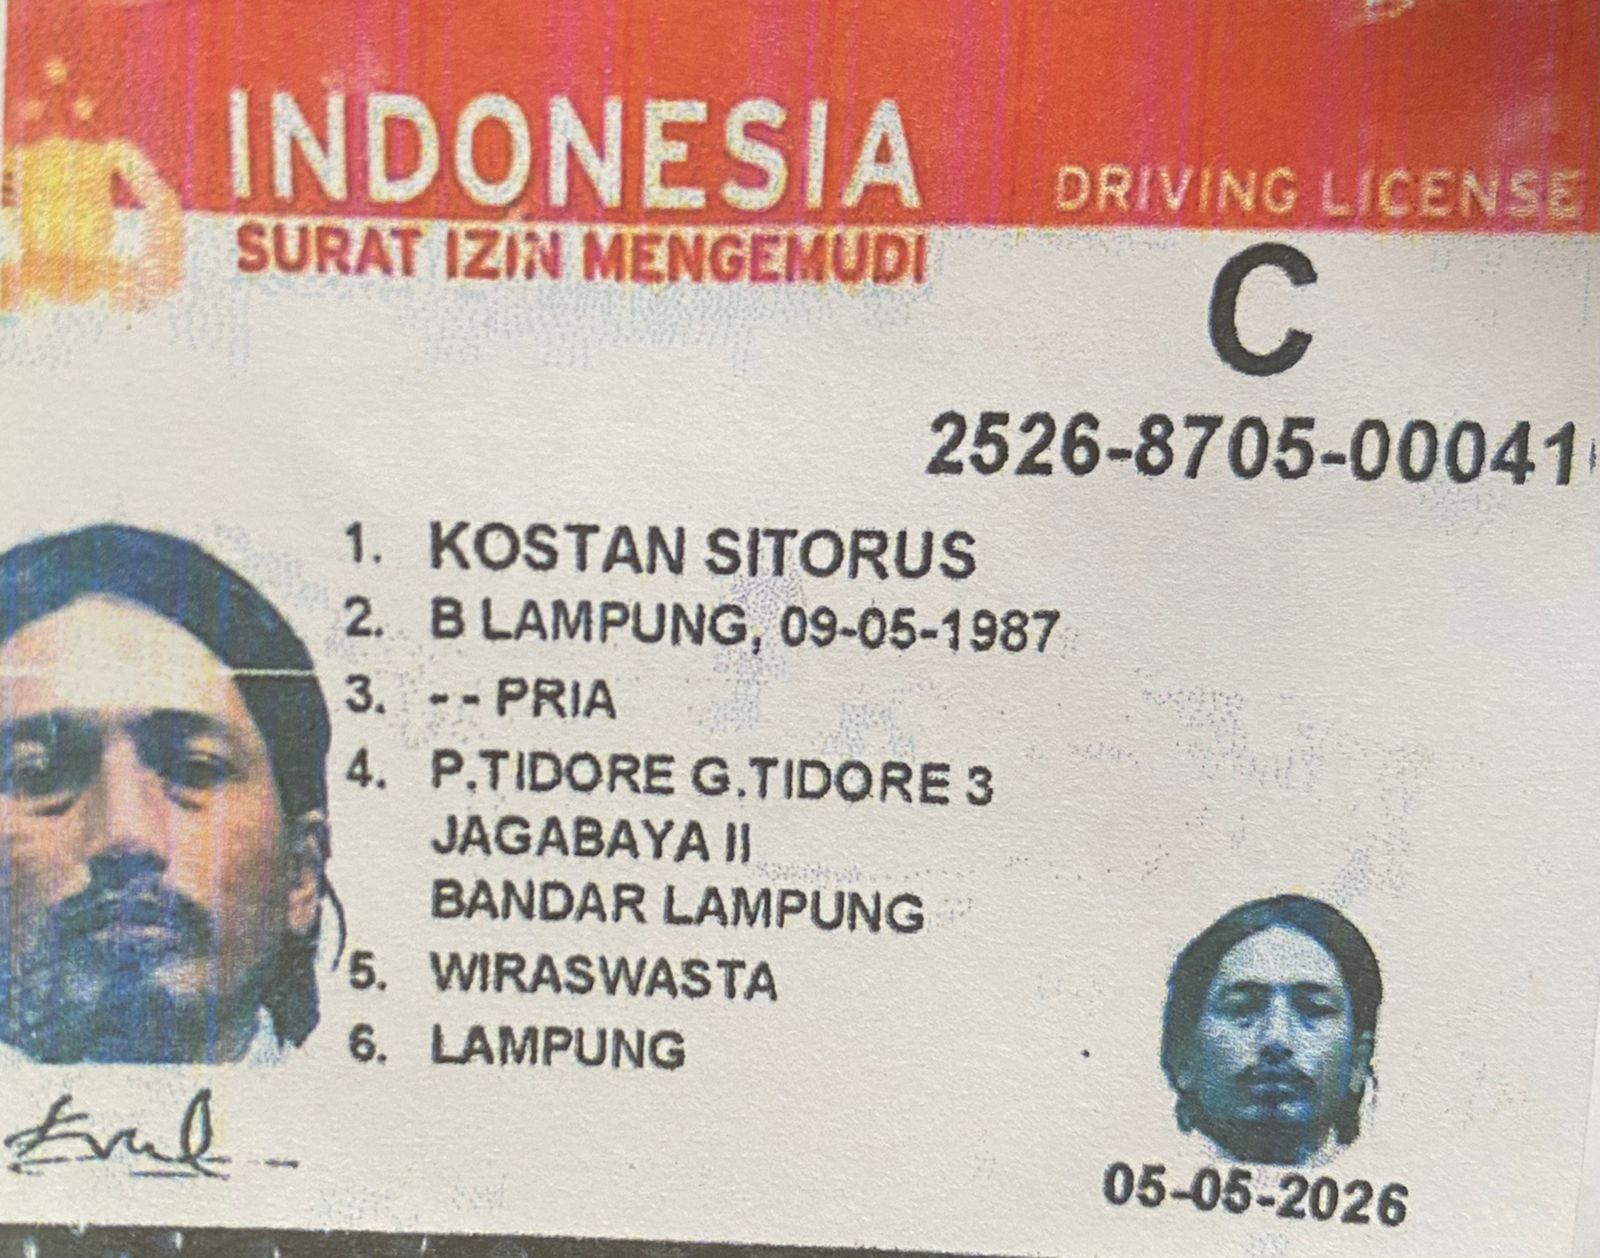 INDONESIA
DRIVING LICENSE
SURAT IZIN MENGEMUDI
C
2526-8705-00041
1. KOSTAN SITORUS
2. B LAMPUNG, 09-05-1987
3. - - PRIA
4. P.TIDORE G.TIDORE 3
JAGABAYA II
BANDAR LAMPUNG
5. WIRASWASTA
6. LAMPUNG
05-05-2026